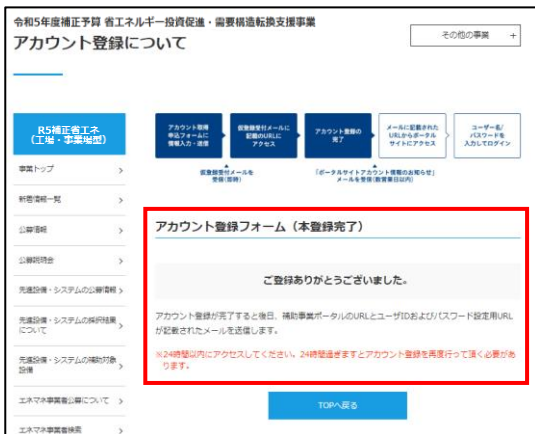 令和5年度補正予算 省エネルギー投資促進・需要構造転換支援事業
アカウント登録について
その他の事業 +
R5補正省エネ
(工場・事業場型)
事業トップ
新着情報一覧
公募情報
公募説明会
先進設備・システムの公募情報
先進設備・システムの採択結果
について
先進設備・システムの補助対象
設備
エネマネ事業者公募について
エネマネ事業者検索
アカウント取得
申込フォームに
情報入力・送信
仮登録受付メールに
記載のURLに
アクセス
アカウント登録の
完了
メールに記載された
URLからポータル
サイトにアクセス
ユーザー名/
パスワードを
入力してログイン
仮登録受付メールを
受領(即時)
「ポータルサイトアカウント情報のお知らせ」
メールを受領(数営業日以内)
アカウント登録フォーム（本登録完了）
ご登録ありがとうございました。
アカウント登録が完了すると後日、補助事業ポータルのURLとユーザIDおよびパスワード設定用URL
が記載されたメールを送信します。
※24時間以内にアクセスしてください。24時間過ぎますとアカウント登録を再度行って頂く必要があ
ります。
TOPへ戻る